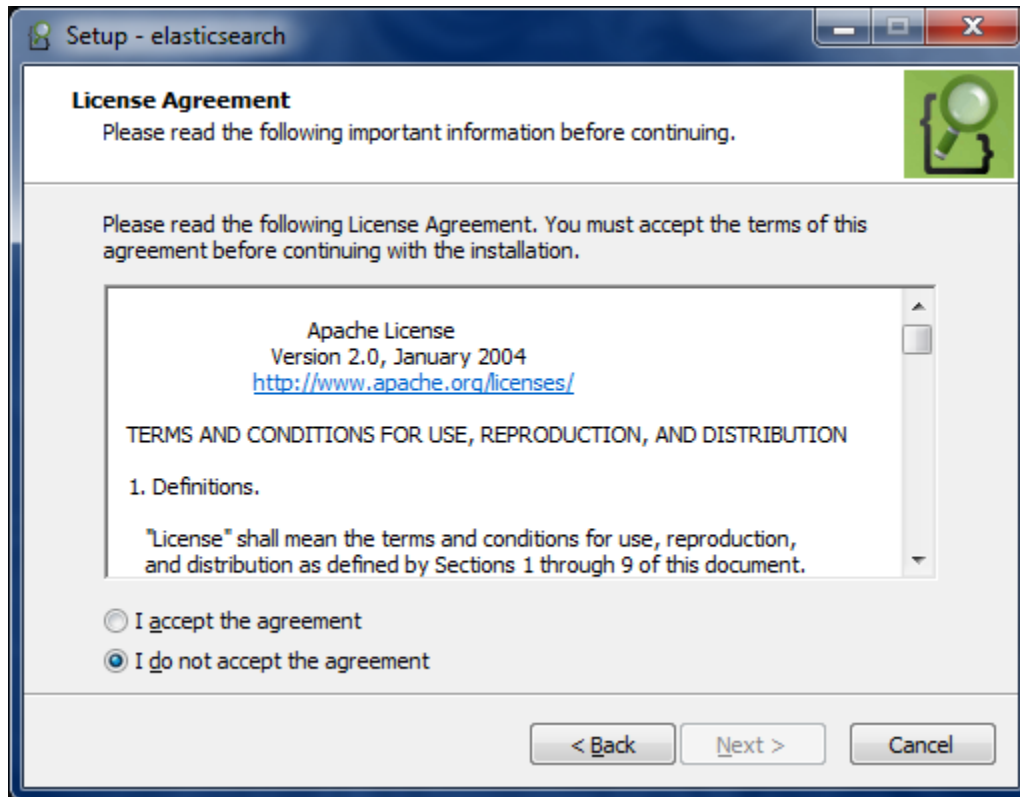 Setup - elasticsearch
License Agreement
Please read the following important information before continuing.
Please read the following License Agreement. You must accept the terms of this
agreement before continuing with the installation.
Apache License
Version 2.0, January 2004
http://www.apache.org/licenses/
TERMS AND CONDITIONS FOR USE, REPRODUCTION, AND DISTRIBUTION
1. Definitions.
"License" shall mean the terms and conditions for use, reproduction,
and distribution as defined by Sections 1 through 9 of this document.
I accept the agreement
I do not accept the agreement
< Back
Next >
Cancel